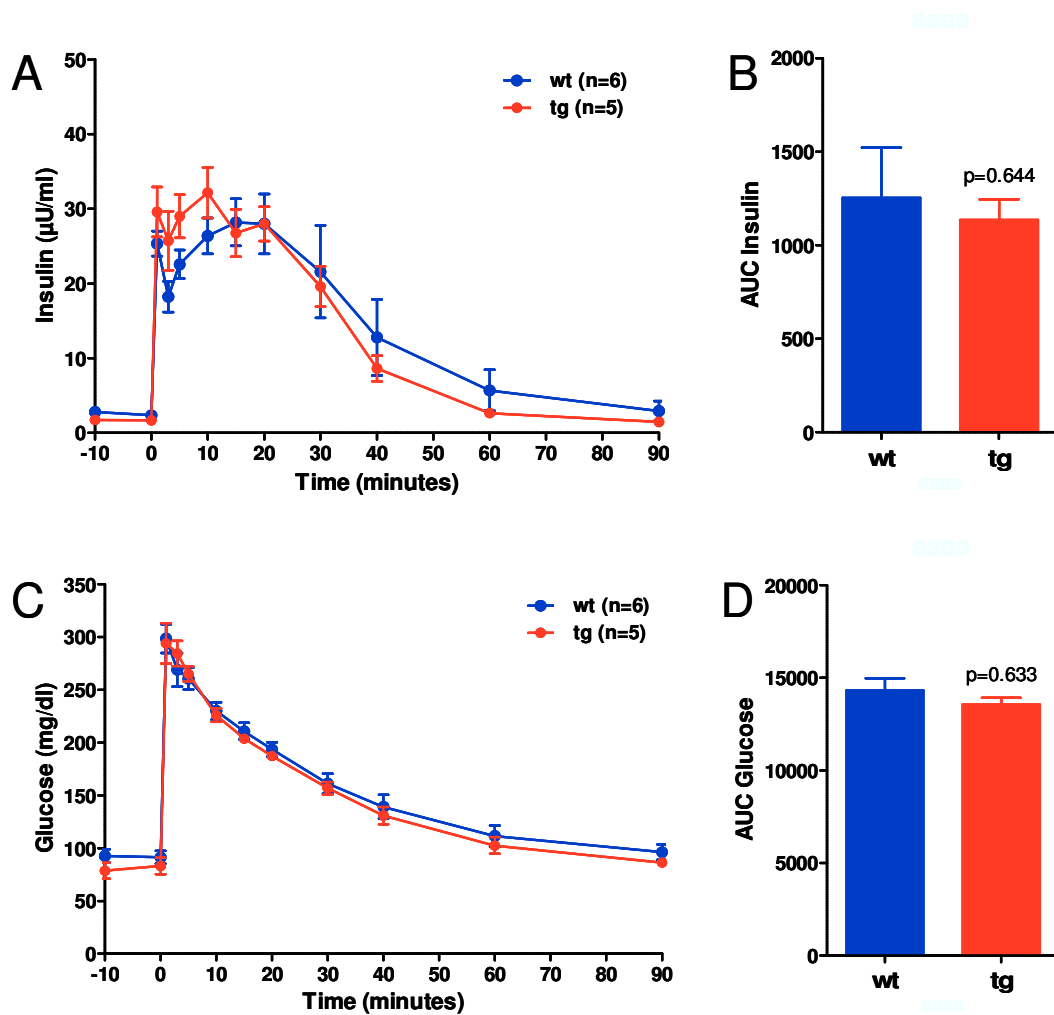 A
50
40
30
20
10
0
Insulin (µU/ml)
wt (n=6)
tg (n=5)
-10 0 10 20 30 40 50 60 70 80 90
Time (minutes)
B
2000
1500
1000
500
0
AUC Insulin
p=0.644
wt tg
C
350
300
250
200
150
100
50
0
Glucose (mg/dl)
wt (n=6)
tg (n=5)
-10 0 10 20 30 40 50 60 70 80 90
Time (minutes)
D
20000
15000
10000
5000
0
AUC Glucose
p=0.633
wt tg